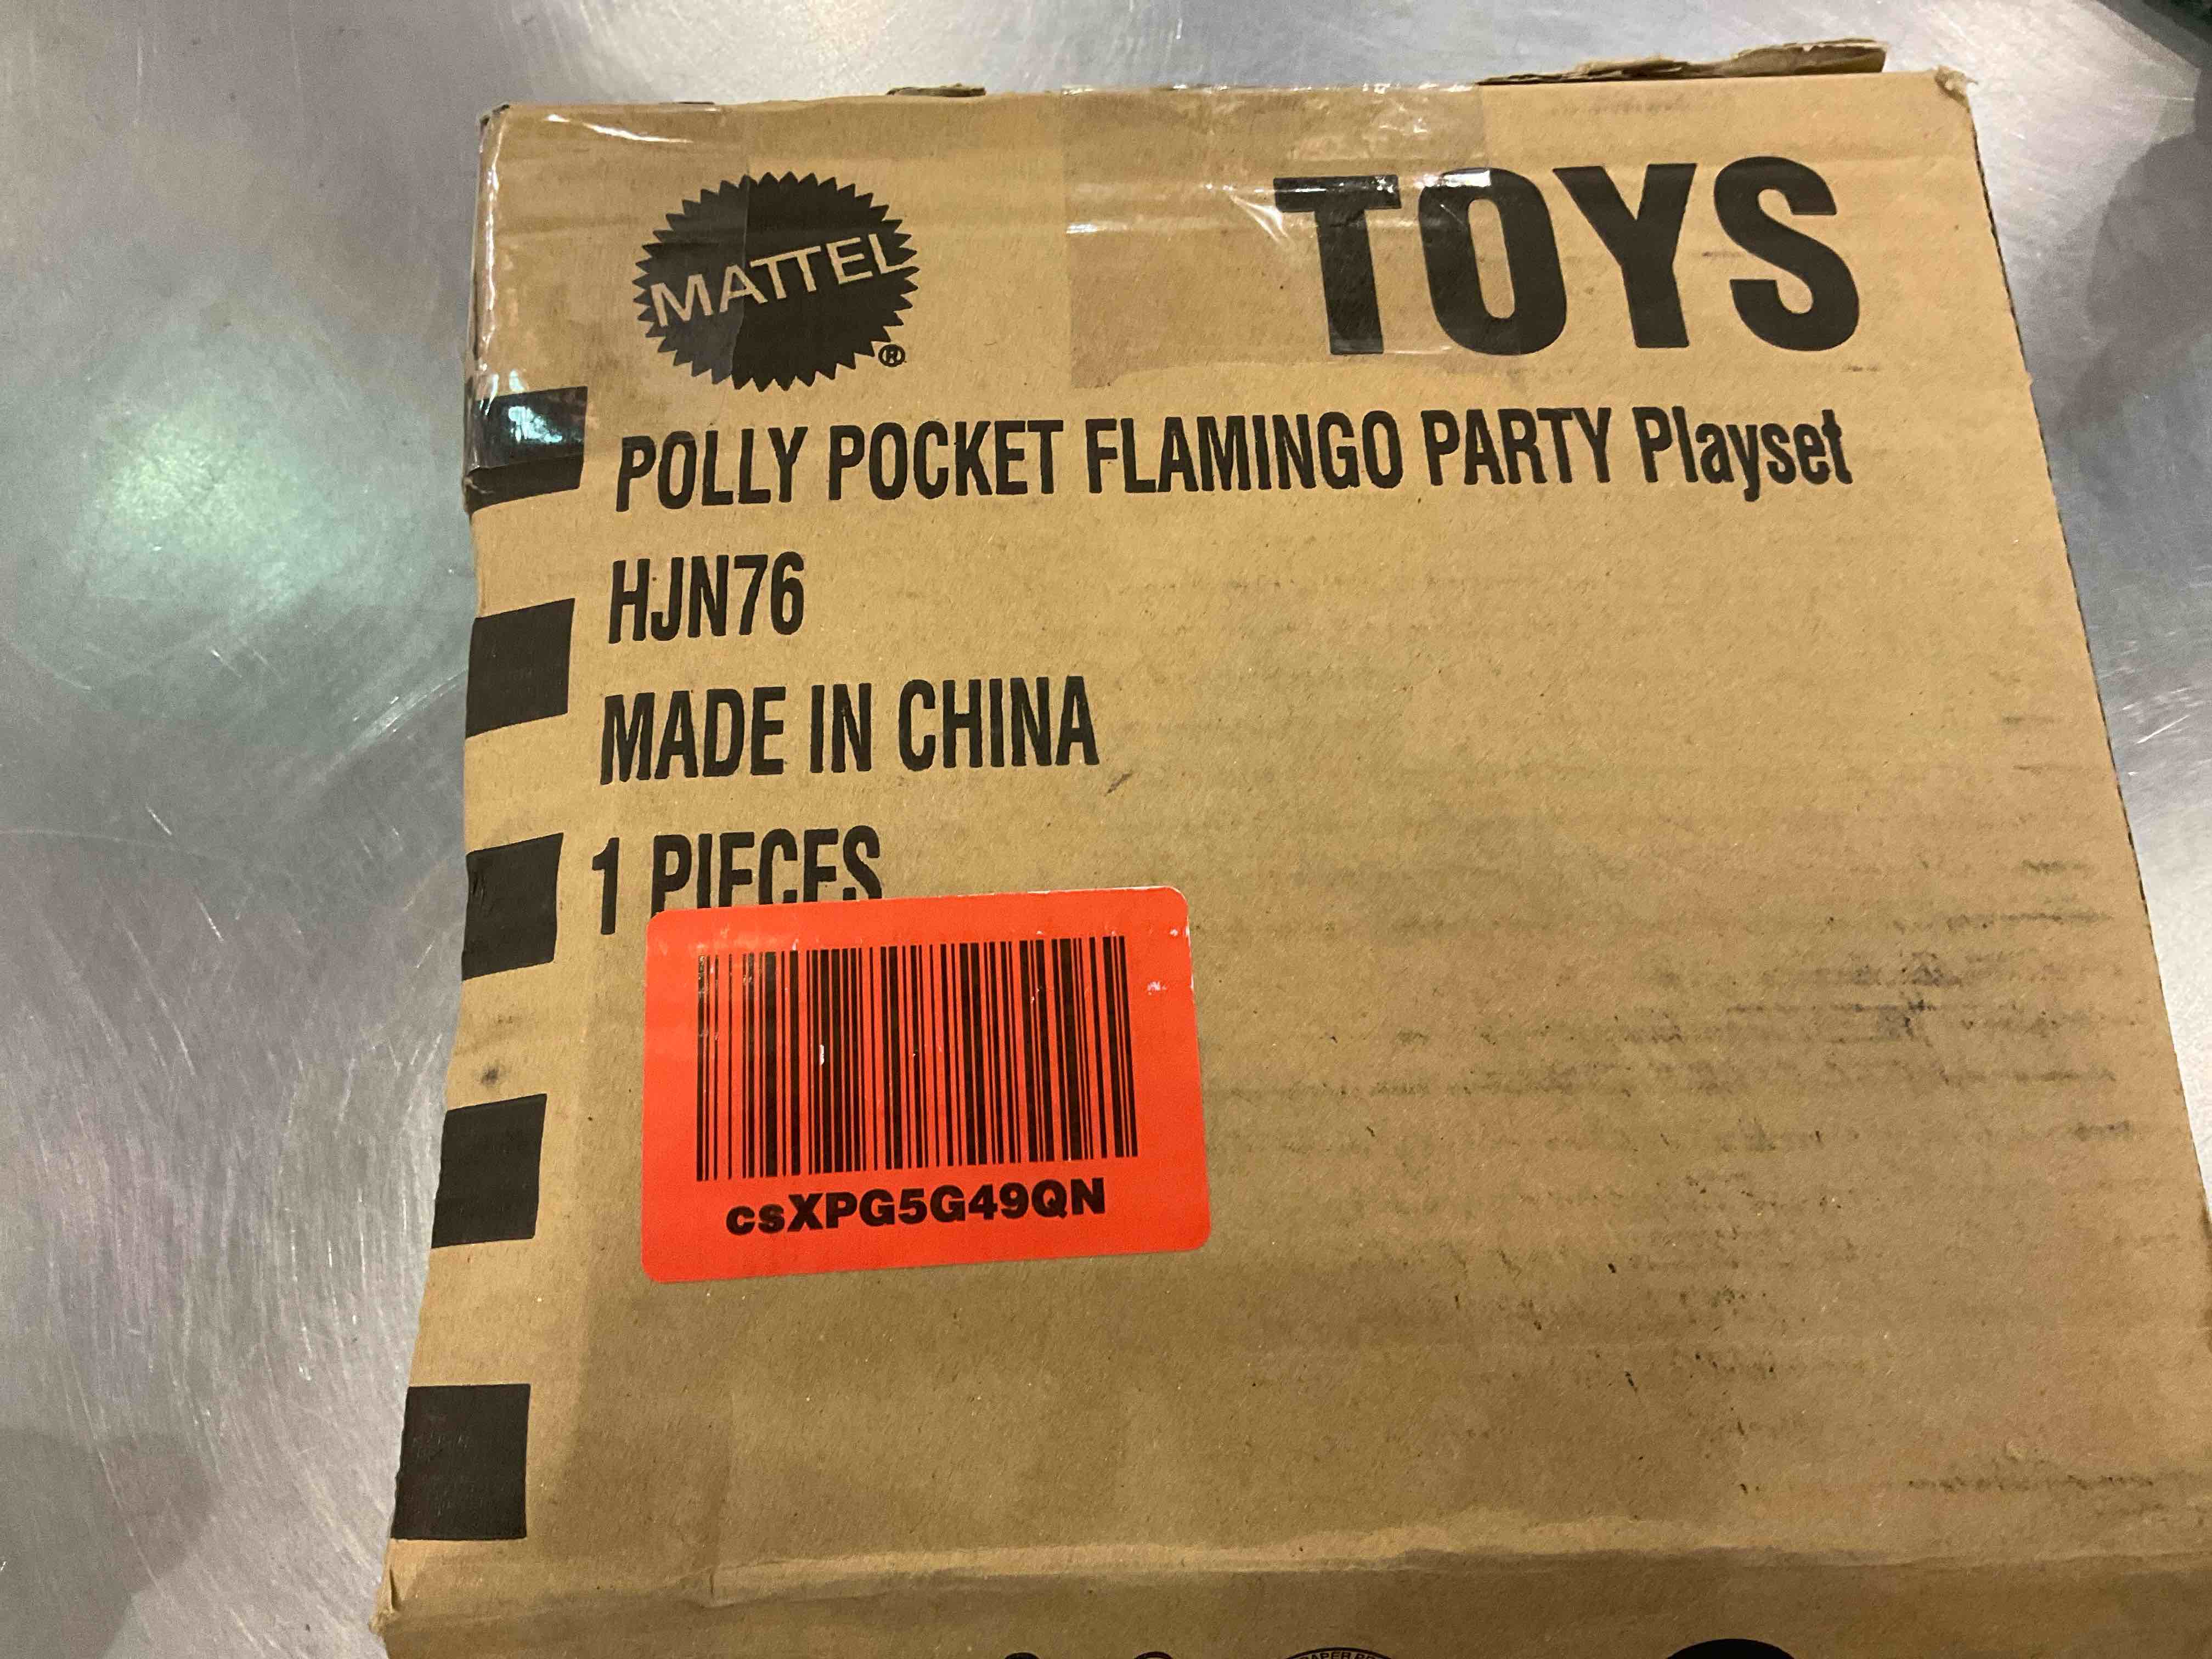 MATTEL
®
TOYS
POLLY POCKET FLAMINGO PARTY Playset
HJN76
MADE IN CHINA
1 PIECES
csXPG5G49QN